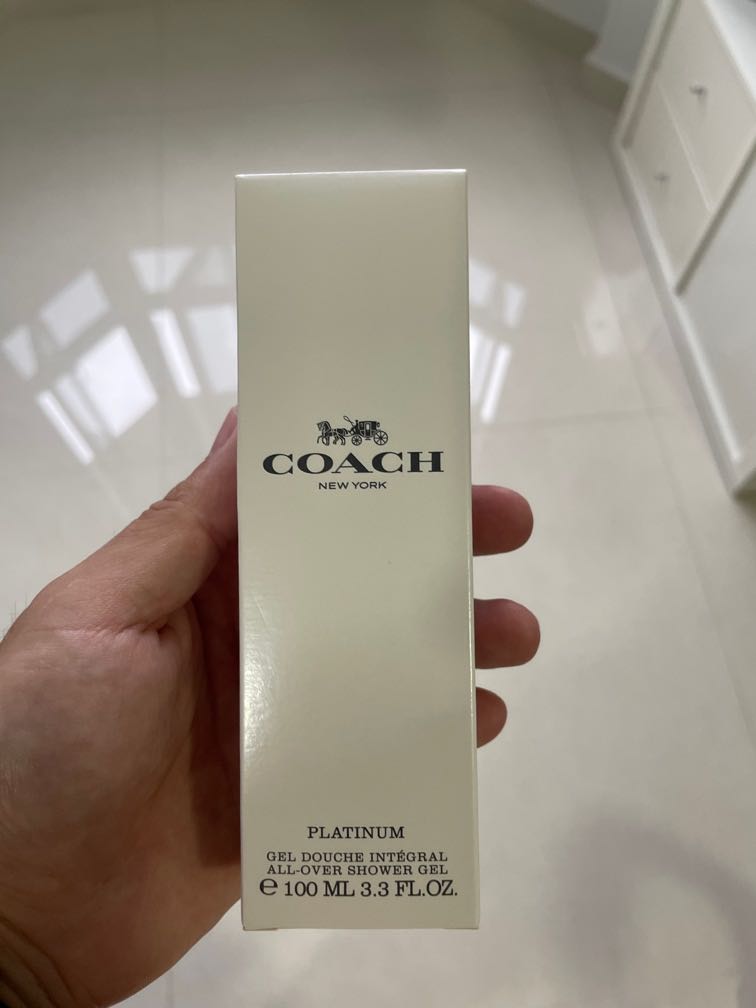 COACH
NEW YORK
PLATINUM
GEL DOUCHE INTÉGRAL
ALL-OVER SHOWER GEL
℮ 100 ML 3.3 FL.OZ.